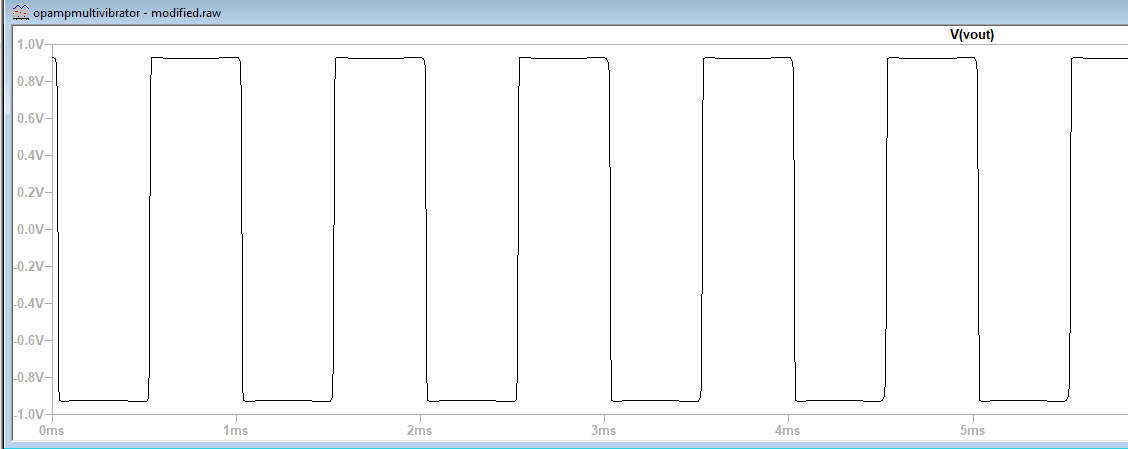 opampmultivibrator - modified.raw
V(vout)
1.0V
0.8V
0.6V
0.4V
0.2V
0.0V
-0.2V
-0.4V
-0.6V
-0.8V
-1.0V
0ms 1ms 2ms 3ms 4ms 5ms